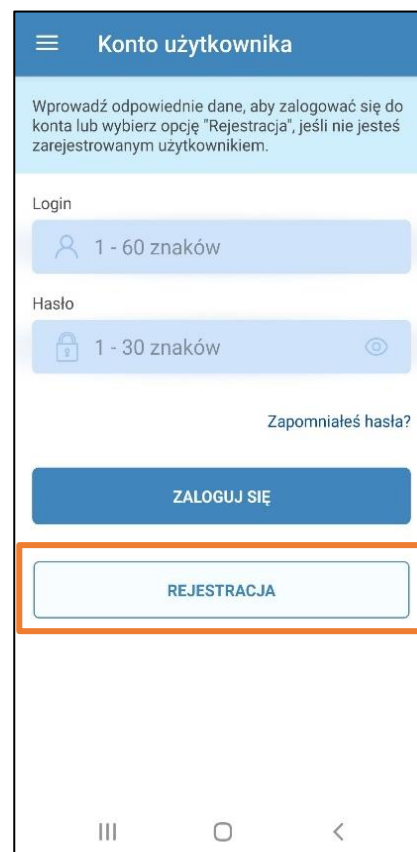 Konto użytkownika
Wprowadź odpowiednie dane, aby zalogować się do
konta lub wybierz opcję "Rejestracja", jeśli nie jesteś
zarejestrowanym użytkownikiem.
Login
1 - 60 znaków
Hasło
1 - 30 znaków
Zapomniałeś hasła?
ZALOGUJ SIĘ
REJESTRACJA